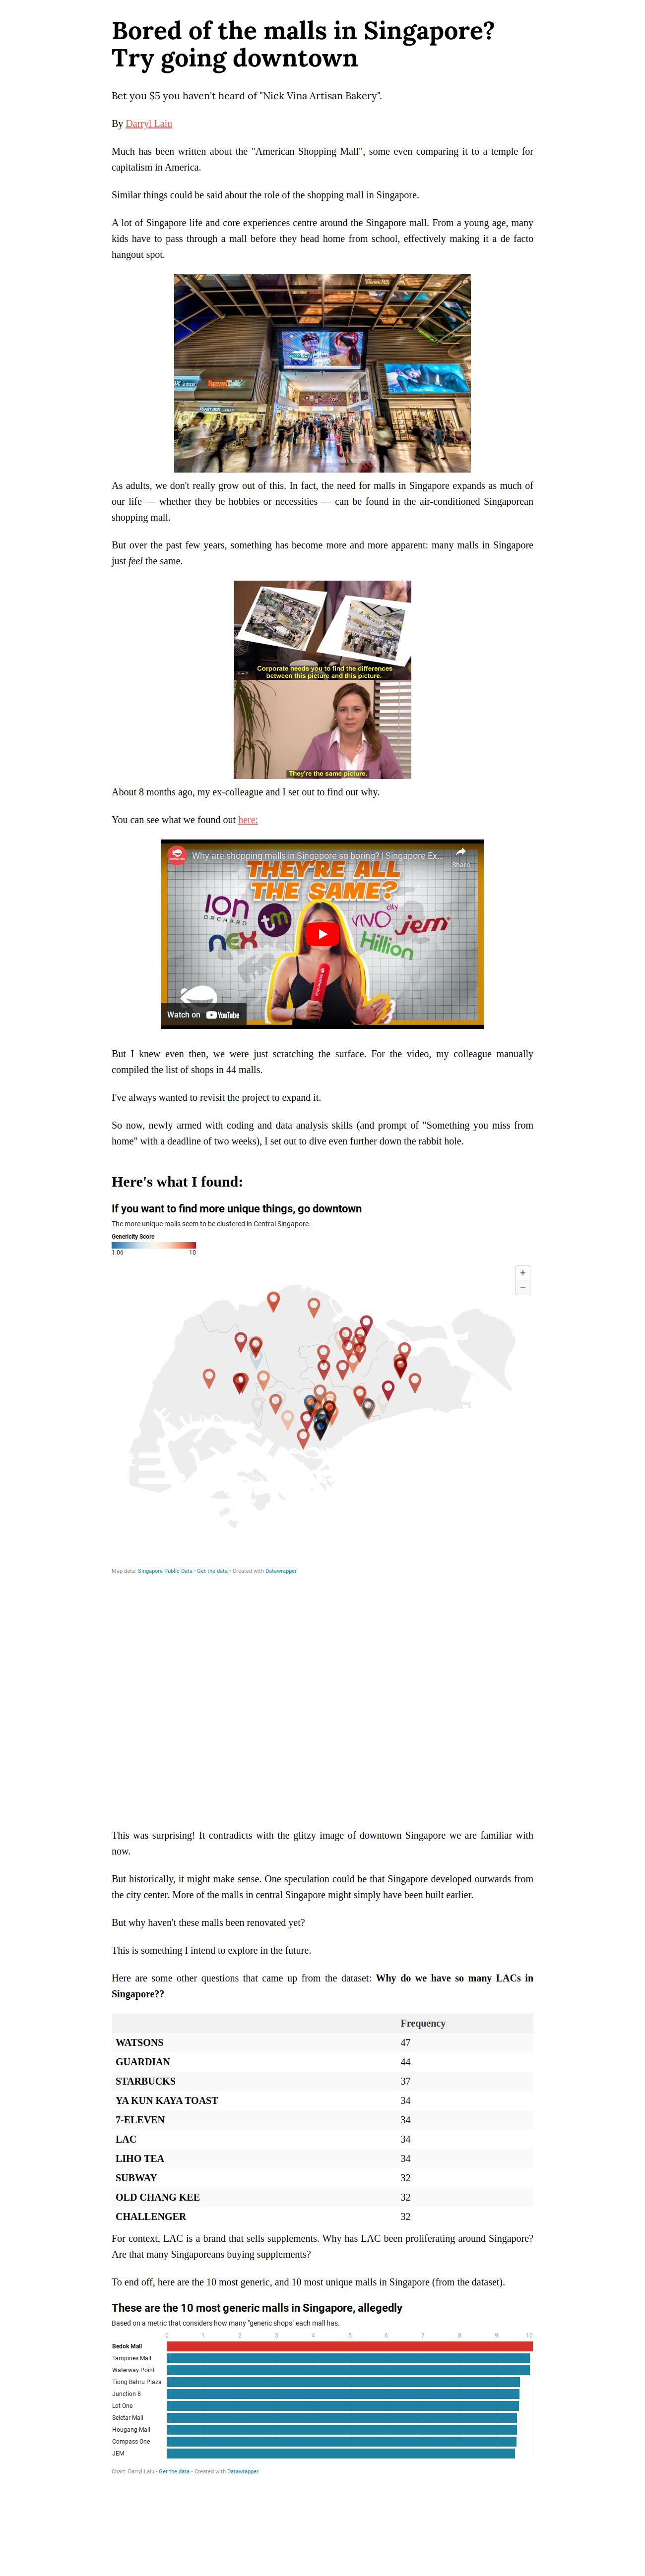 Bored of the malls in Singapore?
Try going downtown
Bet you $5 you haven't heard of "Nick Vina Artisan Bakery".
By Darryl Laiu
Much has been written about the "American Shopping Mall", some even comparing it to a temple for
capitalism in America.
Similar things could be said about the role of the shopping mall in Singapore.
A lot of Singapore life and core experiences centre around the Singapore mall. From a young age, many
kids have to pass through a mall before they head home from school, effectively making it a de facto
hangout spot.
BreadTalk
As adults, we don't really grow out of this. In fact, the need for malls in Singapore expands as much of
our life — whether they be hobbies or necessities — can be found in the air-conditioned Singaporean
shopping mall.
But over the past few years, something has become more and more apparent: many malls in Singapore
just feel the same.
Corporate needs you to find the differences
between this picture and this picture.
They're the same picture.
About 8 months ago, my ex-colleague and I set out to find out why.
You can see what we found out here:
Why are shopping malls in Singapore so boring? | Singapore Ex...
Share
THEY'RE ALL
THE SAME?
ION
ORCHARD
tm
VIVO city
Jem
nex
Hillion
Watch on YouTube
But I knew even then, we were just scratching the surface. For the video, my colleague manually
compiled the list of shops in 44 malls.
I've always wanted to revisit the project to expand it.
So now, newly armed with coding and data analysis skills (and prompt of "Something you miss from
home" with a deadline of two weeks), I set out to dive even further down the rabbit hole.
Here's what I found:
If you want to find more unique things, go downtown
The more unique malls seem to be clustered in Central Singapore.
Genericity Score
1.06 10
+
−
Map data: Singapore Public Data • Get the data • Created with Datawrapper
This was surprising! It contradicts with the glitzy image of downtown Singapore we are familiar with
now.
But historically, it might make sense. One speculation could be that Singapore developed outwards from
the city center. More of the malls in central Singapore might simply have been built earlier.
But why haven't these malls been renovated yet?
This is something I intend to explore in the future.
Here are some other questions that came up from the dataset: Why do we have so many LACs in
Singapore??
Frequency
WATSONS 47
GUARDIAN 44
STARBUCKS 37
YA KUN KAYA TOAST 34
7-ELEVEN 34
LAC 34
LIHO TEA 34
SUBWAY 32
OLD CHANG KEE 32
CHALLENGER 32
For context, LAC is a brand that sells supplements. Why has LAC been proliferating around Singapore?
Are that many Singaporeans buying supplements?
To end off, here are the 10 most generic, and 10 most unique malls in Singapore (from the dataset).
These are the 10 most generic malls in Singapore, allegedly
Based on a metric that considers how many "generic shops" each mall has.
0 1 2 3 4 5 6 7 8 9 10
Bedok Mall
Tampines Mall
Waterway Point
Tiong Bahru Plaza
Junction 8
Lot One
Seletar Mall
Hougang Mall
Compass One
JEM
Chart: Darryl Laiu • Get the data • Created with Datawrapper